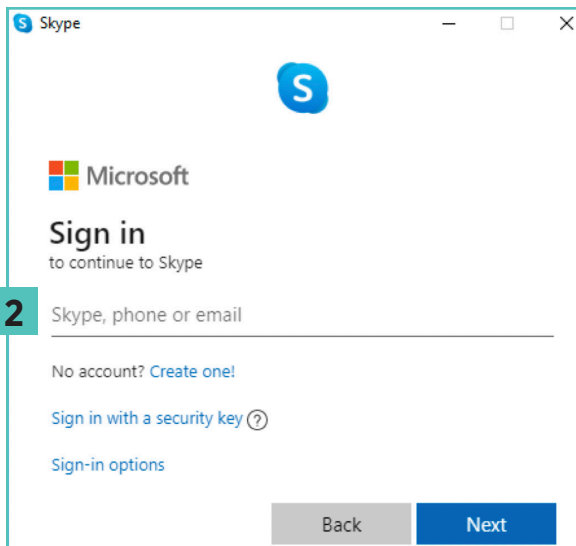 Skype
S
Microsoft
Sign in
to continue to Skype
2 Skype, phone or email
No account? Create one!
Sign in with a security key ?
Sign-in options
Back Next